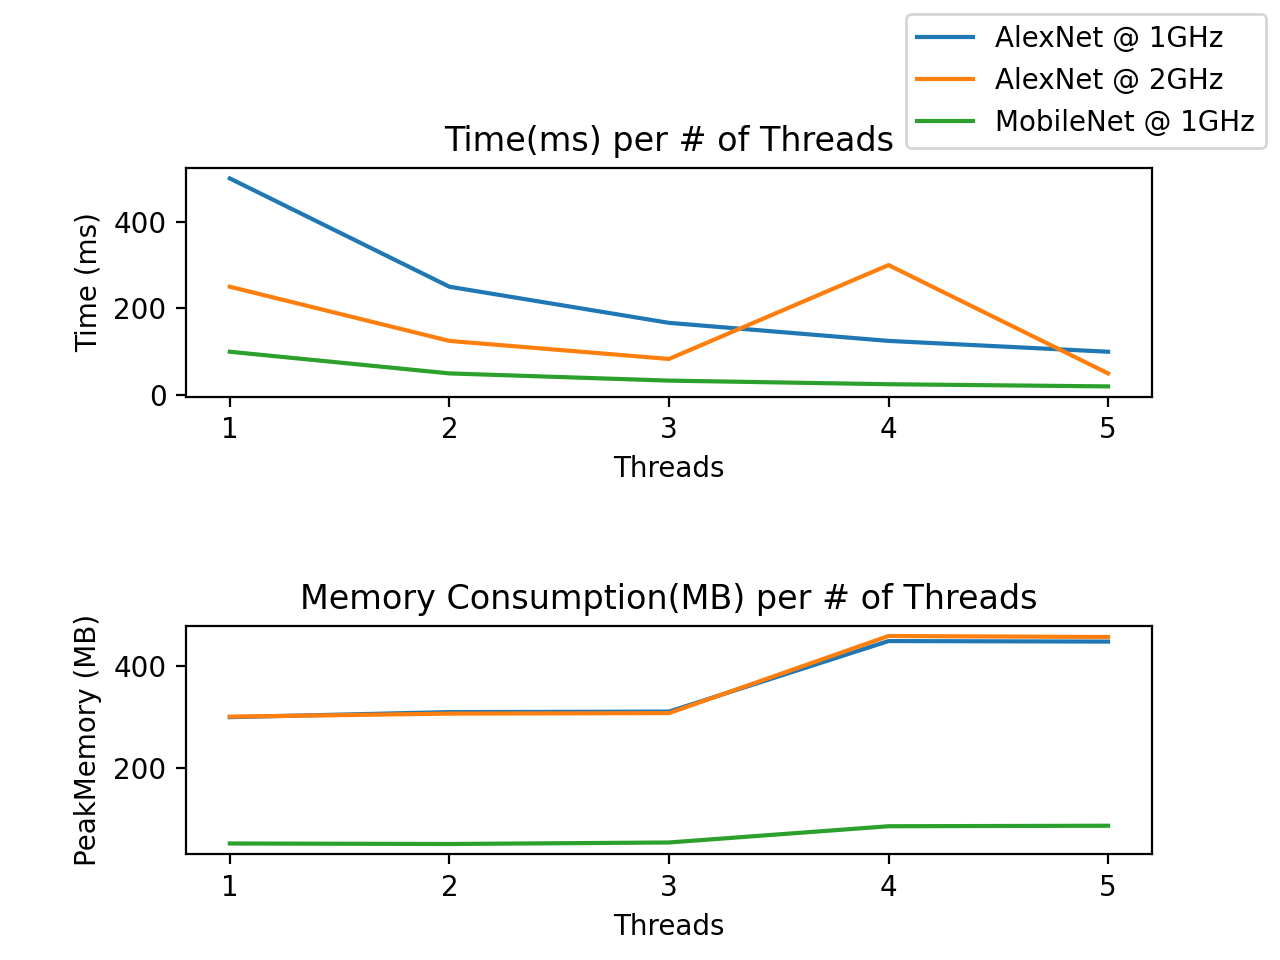 AlexNet @ 1GHz
AlexNet @ 2GHz
MobileNet @ 1GHz
Time(ms) per # of Threads
Time (ms)
400
200
0
1 2 3 4 5
Threads
Memory Consumption(MB) per # of Threads
PeakMemory (MB)
400
200
1 2 3 4 5
Threads